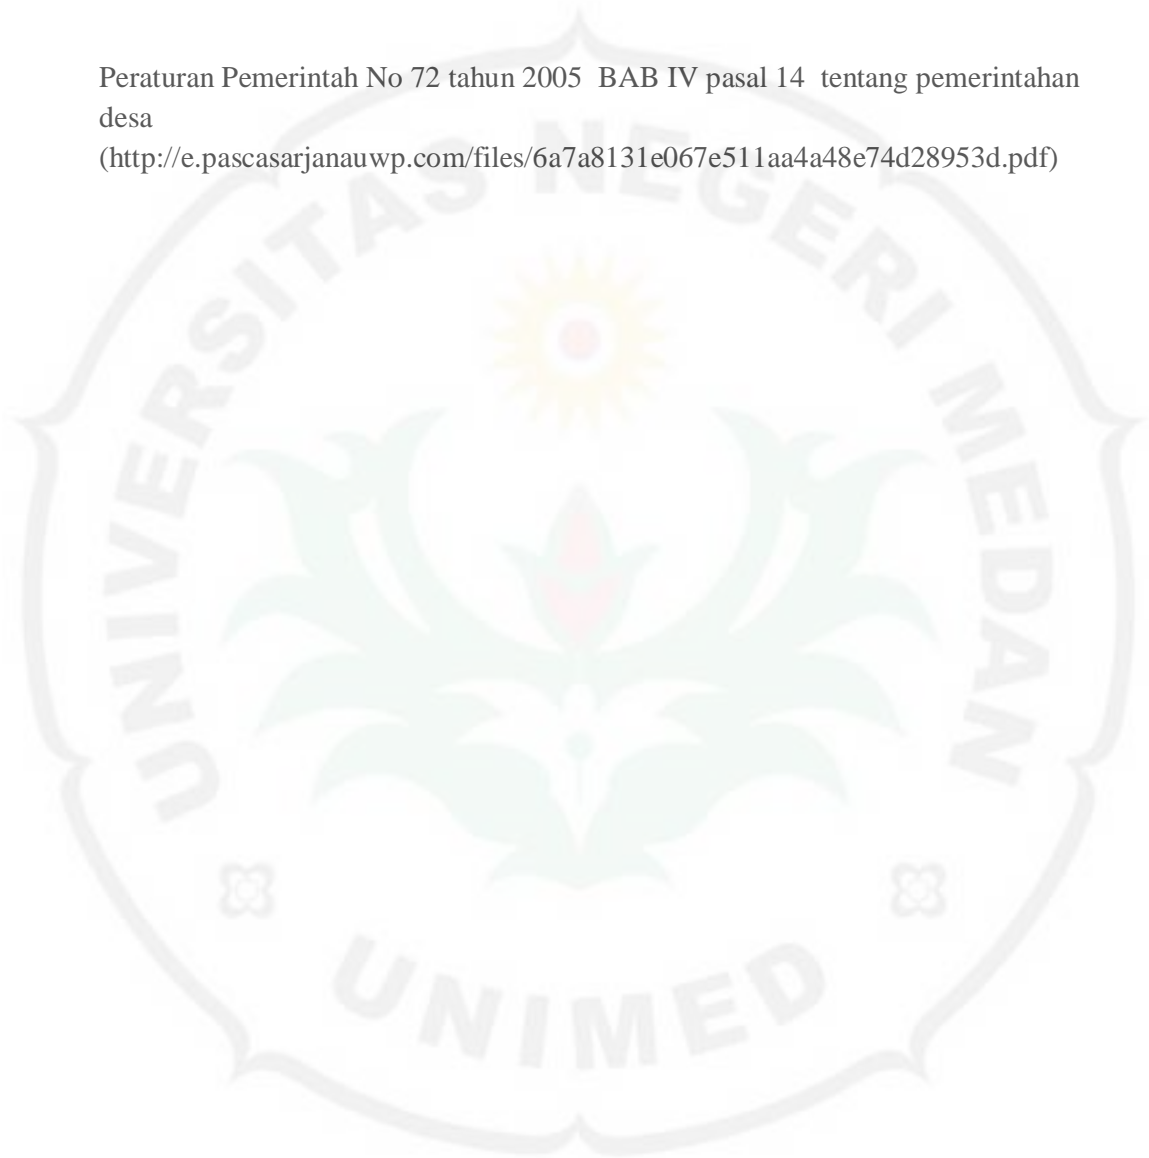 Peraturan Pemerintah No 72 tahun 2005  BAB IV pasal 14  tentang pemerintahan
desa
(http://e.pascasarjanauwp.com/files/6a7a8131e067e511aa4a48e74d28953d.pdf)
UNIVERSITAS NEGERI MEDAN
UNIMED